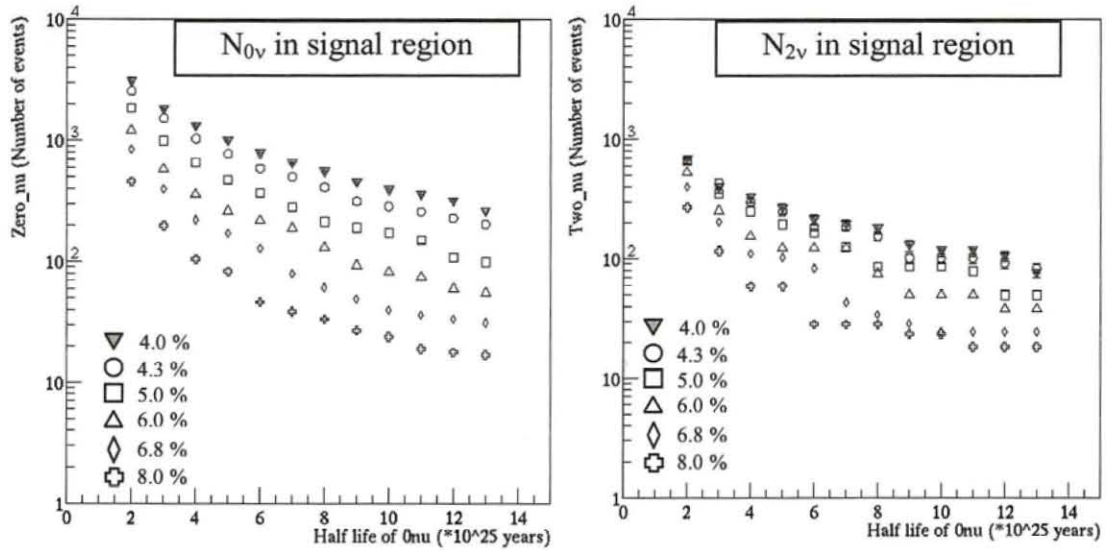 N0ν in signal region
Zero_nu (Number of events)
10^4
10^3
10^2
10
1
4.0 %
4.3 %
5.0 %
6.0 %
6.8 %
8.0 %
0 2 4 6 8 10 12 14
Half life of 0nu (*10^25 years)
N2ν in signal region
Two_nu (Number of events)
10^4
10^3
10^2
10
1
4.0 %
4.3 %
5.0 %
6.0 %
6.8 %
8.0 %
0 2 4 6 8 10 12 14
Half life of 0nu (*10^25 years)